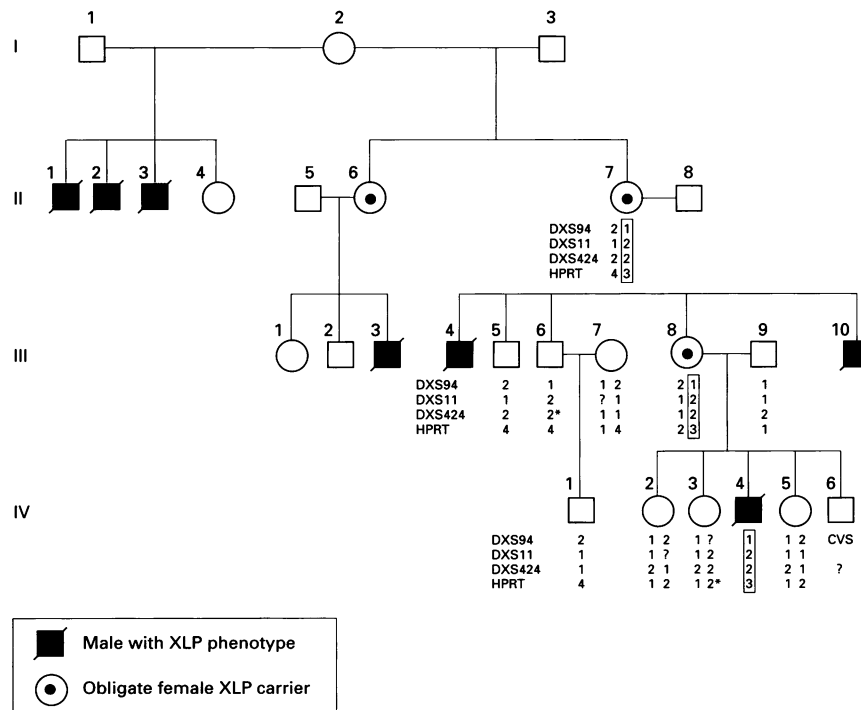 1 2 3
I
1 2 3 4 5 6 7 8
II
DXS94 2 1
DXS11 1 2
DXS424 2 2
HPRT 4 3
1 2 3 4 5 6 7 8 9 10
III
DXS94 2 1 1 2 2 1 1
DXS11 1 2 ? 1 1 2 1
DXS424 2 2* 1 1 1 2 2
HPRT 4 4 1 4 2 3 1
1 2 3 4 5 6
IV
DXS94 2 1 2 1 ? 1 1 2 CVS
DXS11 1 1 ? 1 2 2 1 1
DXS424 1 2 1 2 2 2 2 1 ?
HPRT 4 1 2 1 2* 3 1 2
Male with XLP phenotype
Obligate female XLP carrier